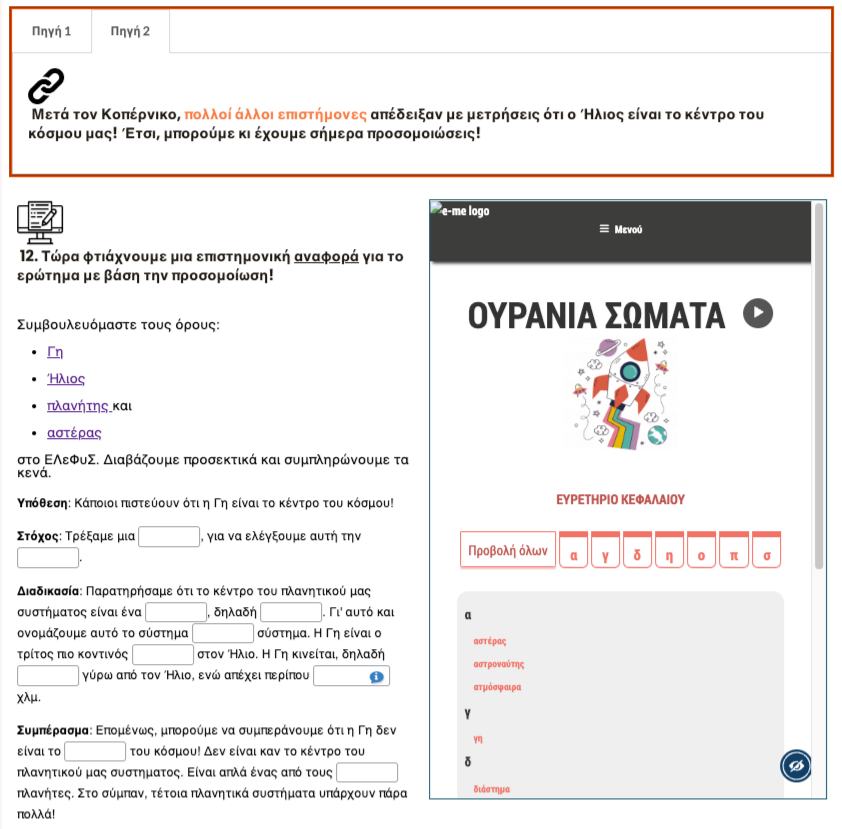 Πηγή 1
Πηγή 2
Μετά τον Κοπέρνικο, πολλοί άλλοι επιστήμονες απέδειξαν με μετρήσεις ότι ο Ήλιος είναι το κέντρο του
κόσμου μας! Έτσι, μπορούμε κι έχουμε σήμερα προσομοιώσεις!
12. Τώρα φτιάχνουμε μια επιστημονική αναφορά για το
ερώτημα με βάση την προσομοίωση!
Συμβουλευόμαστε τους όρους:
Γη
Ήλιος
πλανήτης και
αστέρας
στο ΕΛεΦυΣ. Διαβάζουμε προσεκτικά και συμπληρώνουμε τα
κενά.
Υπόθεση: Κάποιοι πιστεύουν ότι η Γη είναι το κέντρο του κόσμου!
Στόχος: Τρέξαμε μια , για να ελέγξουμε αυτή την
.
Διαδικασία: Παρατηρήσαμε ότι το κέντρο του πλανητικού μας
συστήματος είναι ένα , δηλαδή . Γι' αυτό και
ονομάζουμε αυτό το σύστημα σύστημα. Η Γη είναι ο
τρίτος πιο κοντινός στον Ήλιο. Η Γη κινείται, δηλαδή
γύρω από τον Ήλιο, ενώ απέχει περίπου
χλμ.
Συμπέρασμα: Επομένως, μπορούμε να συμπεράνουμε ότι η Γη δεν
είναι το του κόσμου! Δεν είναι καν το κέντρο του
πλανητικού μας συστηματος. Είναι απλά ένας από τους
πλανήτες. Στο σύμπαν, τέτοια πλανητικά συστήματα υπάρχουν πάρα
πολλά!
e-me logo
Μενού
ΟΥΡΑΝΙΑ ΣΩΜΑΤΑ
ΕΥΡΕΤΗΡΙΟ ΚΕΦΑΛΑΙΟΥ
Προβολή όλων α γ δ η ο π σ
α
αστέρας
αστροναύτης
ατμόσφαιρα
γ
γη
δ
διάστημα